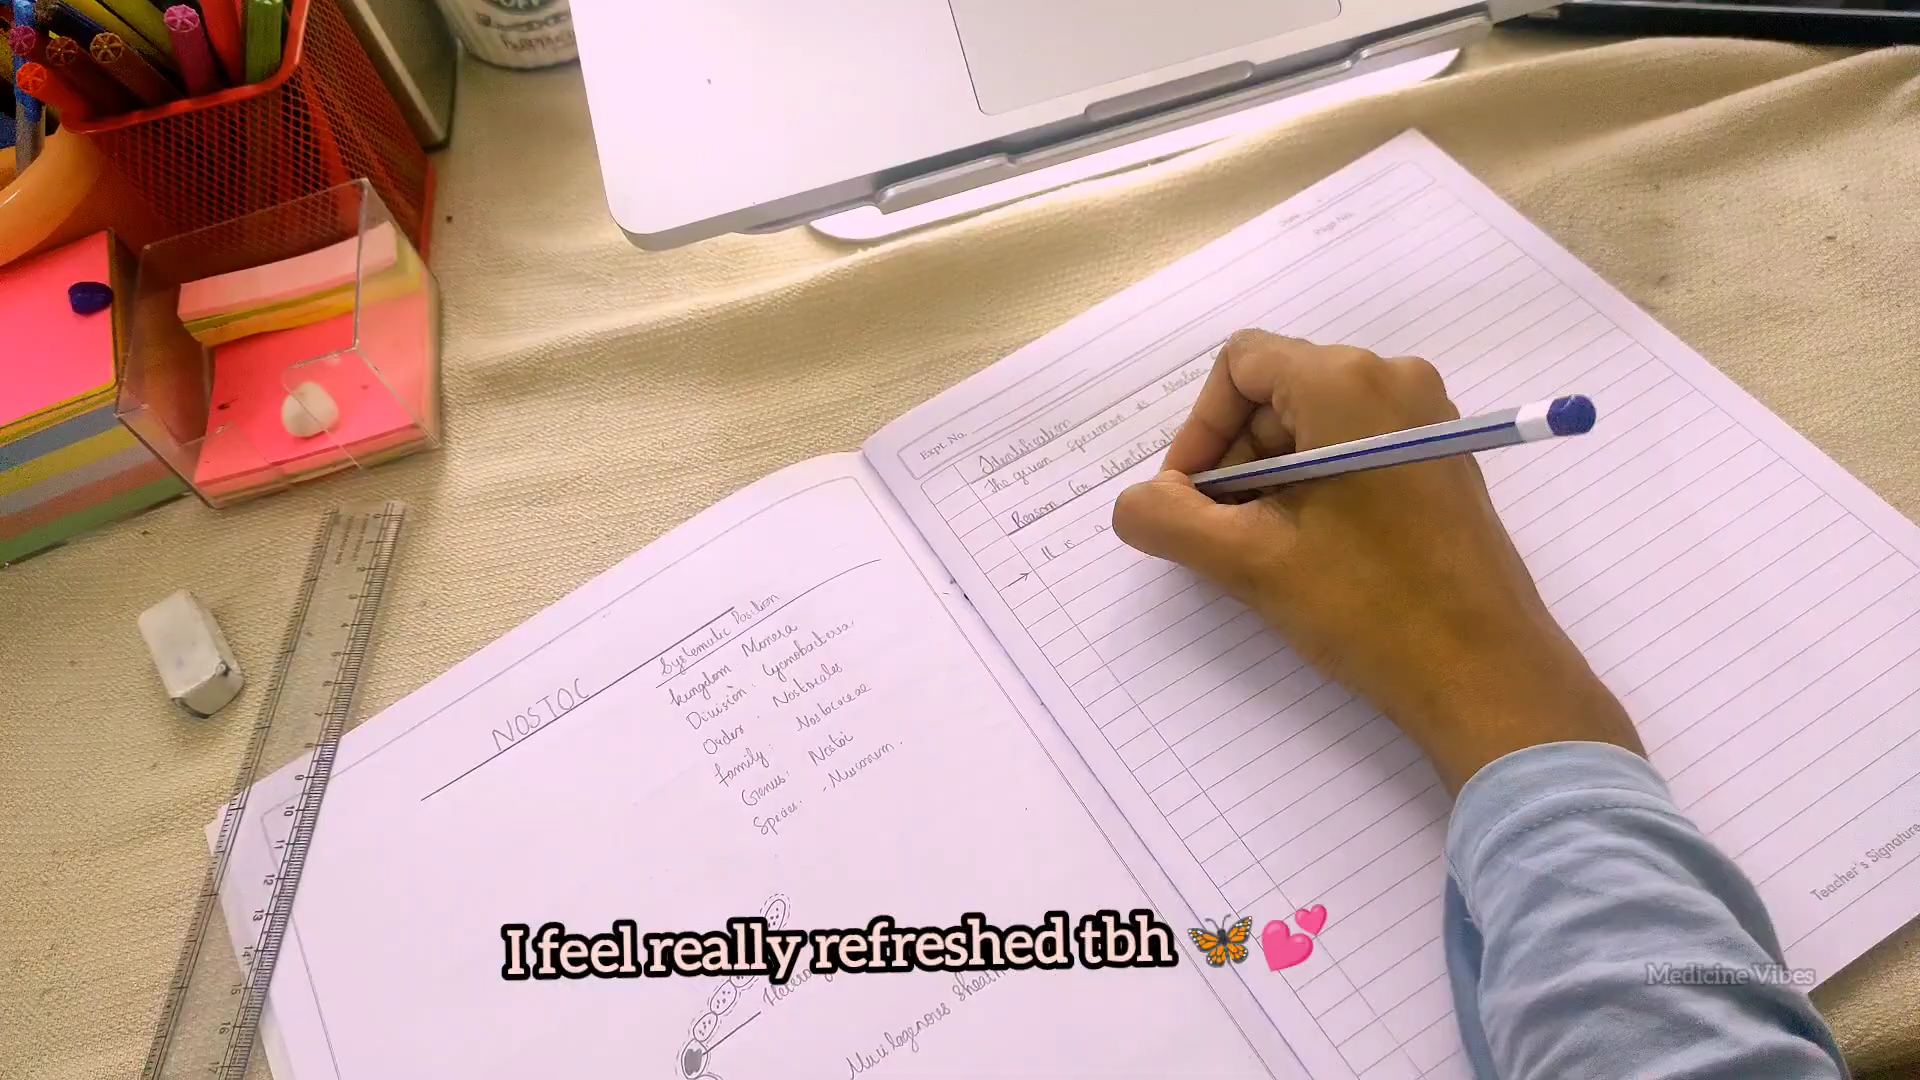 Date
Page No.
Expt. No.
Identification
The given specimen is Nostoc
Reason for Identification
→ It is a
NOSTOC
Systematic Position
Kingdom Monera
Division. Cyanobacteria.
Order. Nostocales
Family. Nostocaceae
Genus. Nostoc
Species. Muscorum.
Mucilagenous sheath
I feel really refreshed tbh 🦋💕
Teacher's Signature
Medicine Vibes